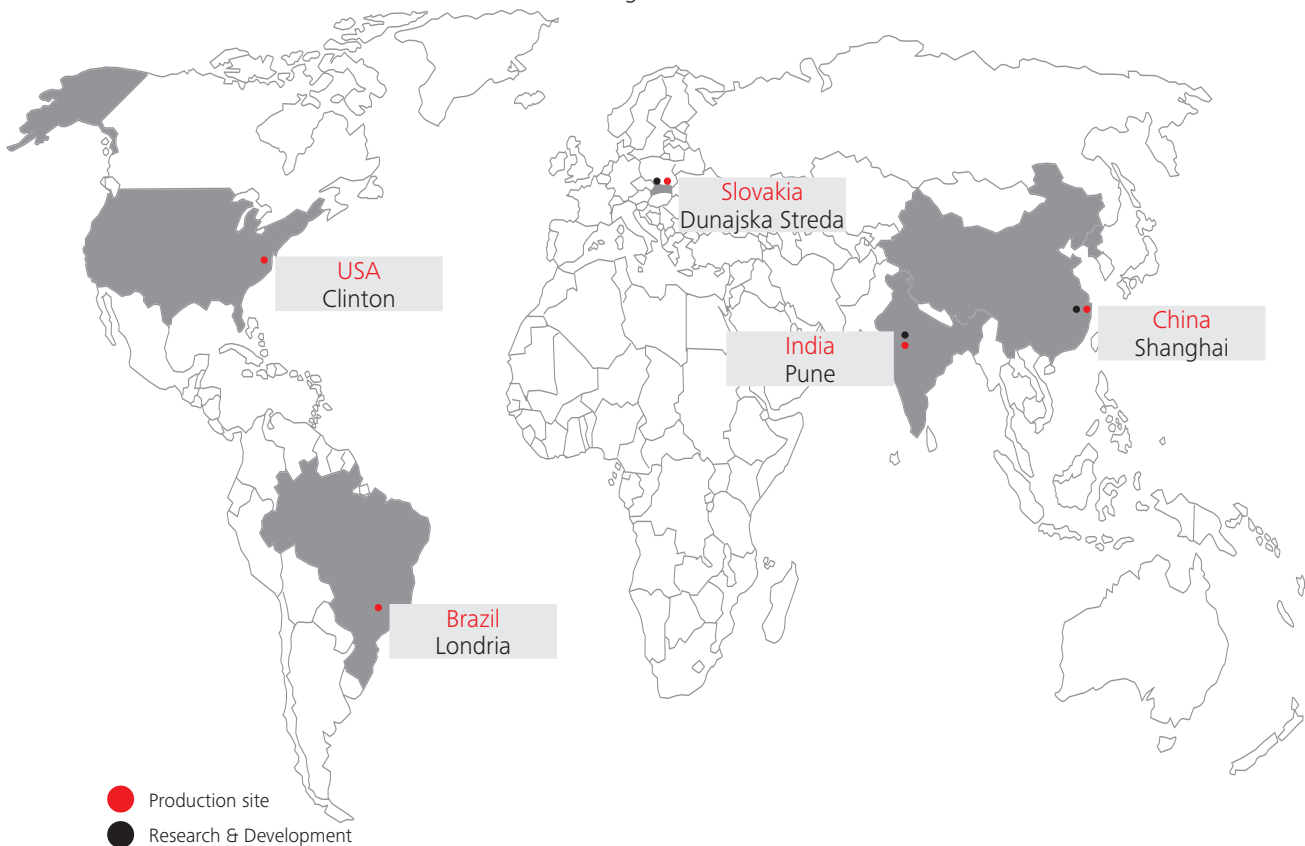 Slovakia
Dunajska Streda
USA
Clinton
China
Shanghai
India
Pune
Brazil
Londria
Production site
Research & Development